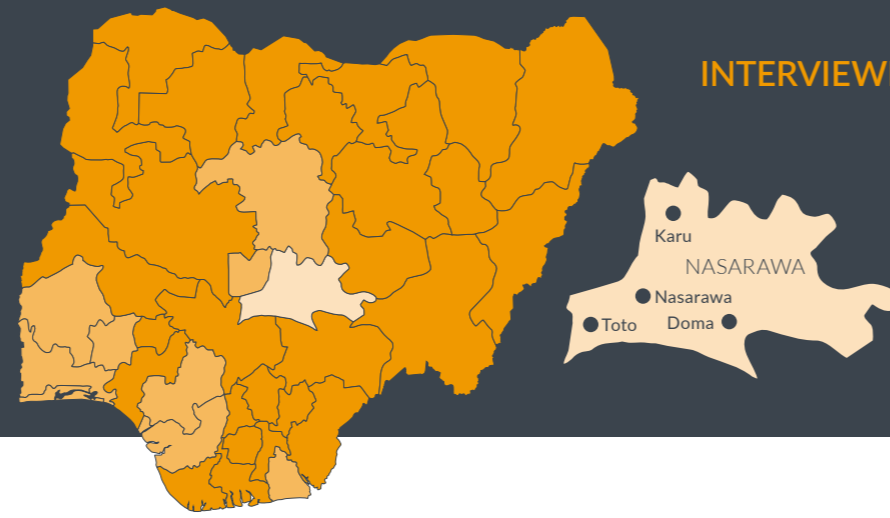 INTERVIEW
Karu
NASARAWA
Nasarawa
Toto
Doma